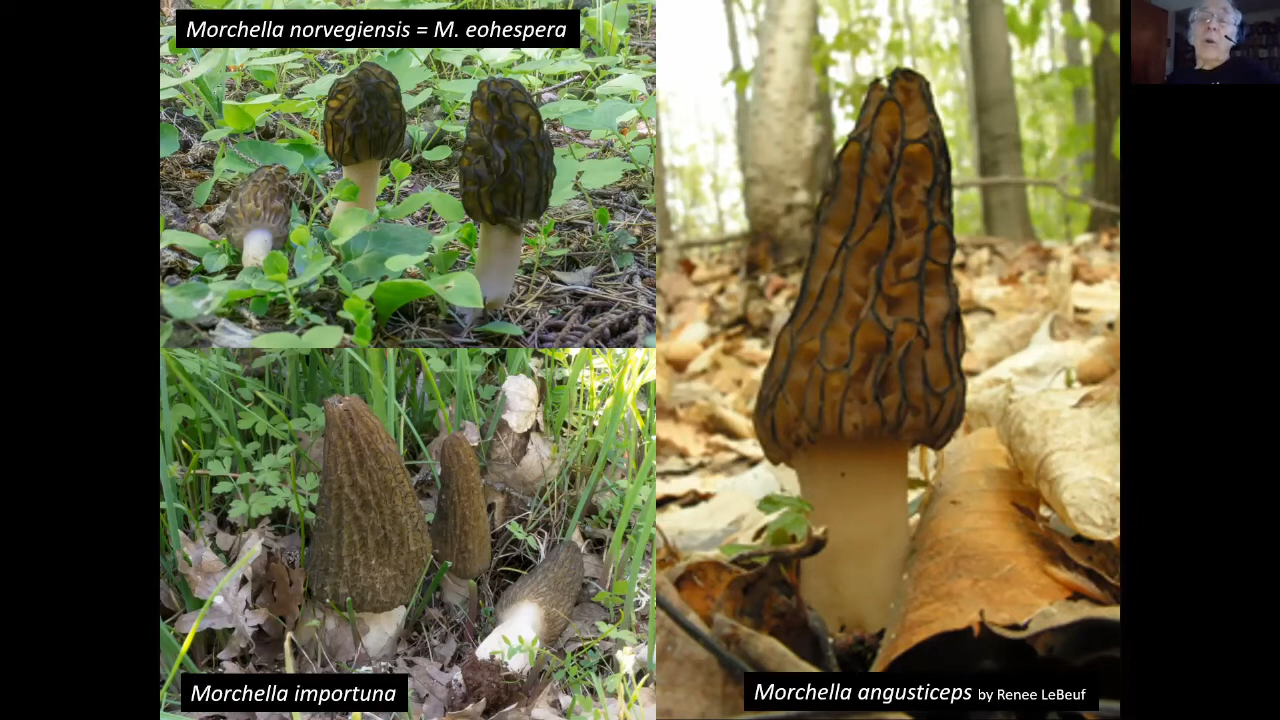 Morchella norvegiensis = M. eohespera
Morchella importuna
Morchella angusticeps by Renee LeBeuf